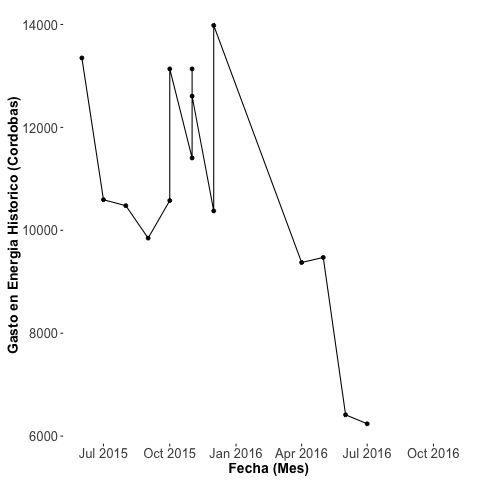 Gasto en Energia Historico (Cordobas)
14000
12000
10000
8000
6000
Jul 2015 Oct 2015 Jan 2016 Apr 2016 Jul 2016 Oct 2016
Fecha (Mes)